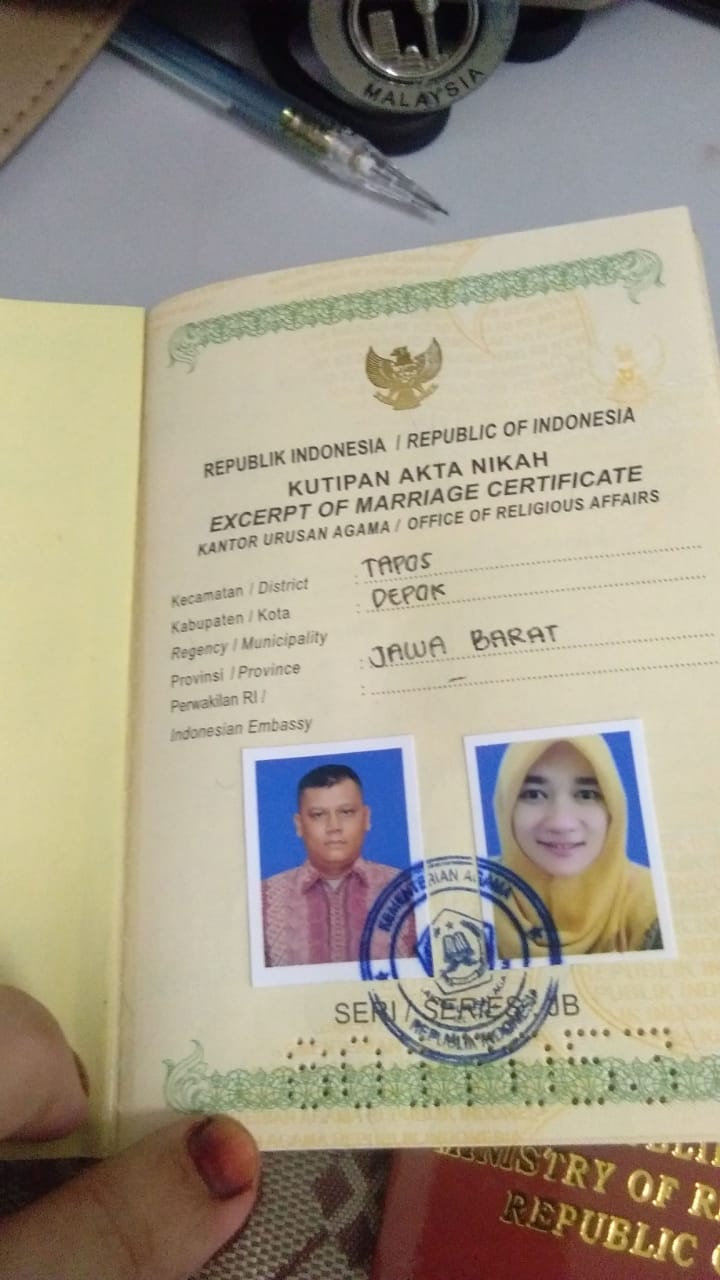 MALAYSIA
REPUBLIK INDONESIA / REPUBLIC OF INDONESIA
KUTIPAN AKTA NIKAH
EXCERPT OF MARRIAGE CERTIFICATE
KANTOR URUSAN AGAMA / OFFICE OF RELIGIOUS AFFAIRS
Kecamatan / District : TAPOS
Kabupaten / Kota : DEPOK
Regency / Municipality
Provinsi / Province : JAWA BARAT
Perwakilan RI / : –
Indonesian Embassy
KEMENTERIAN AGAMA
REPUBLIK INDONESIA
SERI / SERIES : JB
MINISTRY OF
REPUBLIC